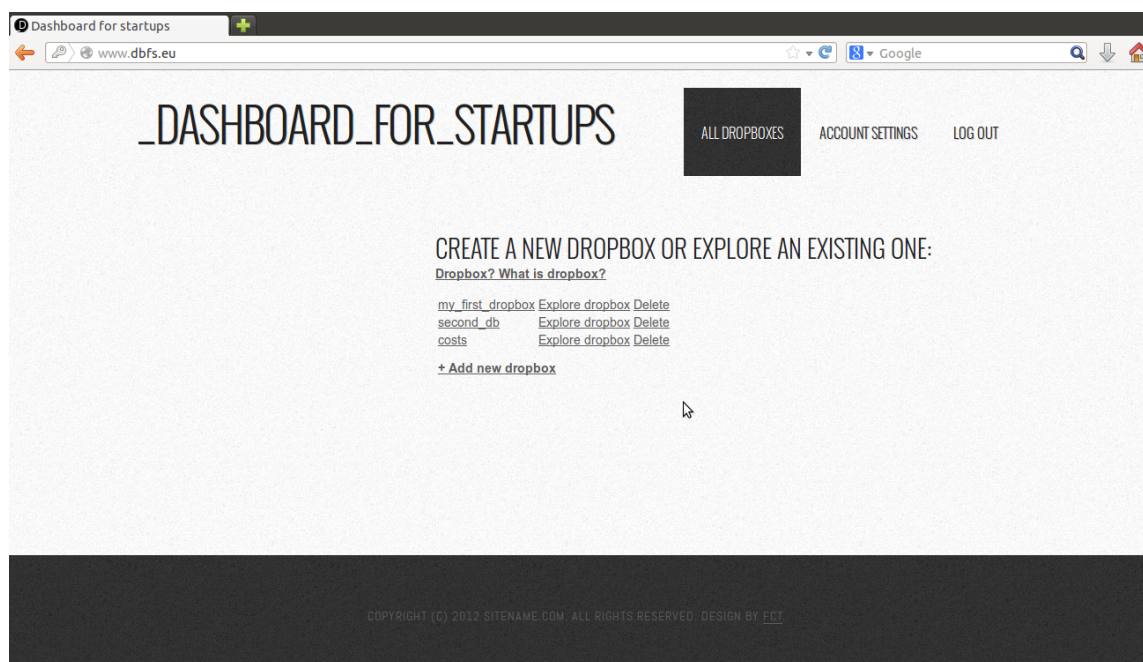 Dashboard for startups
www.dbfs.eu
Google
_DASHBOARD_FOR_STARTUPS
ALL DROPBOXES ACCOUNT SETTINGS LOG OUT
CREATE A NEW DROPBOX OR EXPLORE AN EXISTING ONE:
Dropbox? What is dropbox?
my_first_dropbox Explore dropbox Delete
second_db Explore dropbox Delete
costs Explore dropbox Delete
+ Add new dropbox
COPYRIGHT (C) 2012 SITENAME.COM. ALL RIGHTS RESERVED. DESIGN BY FCT